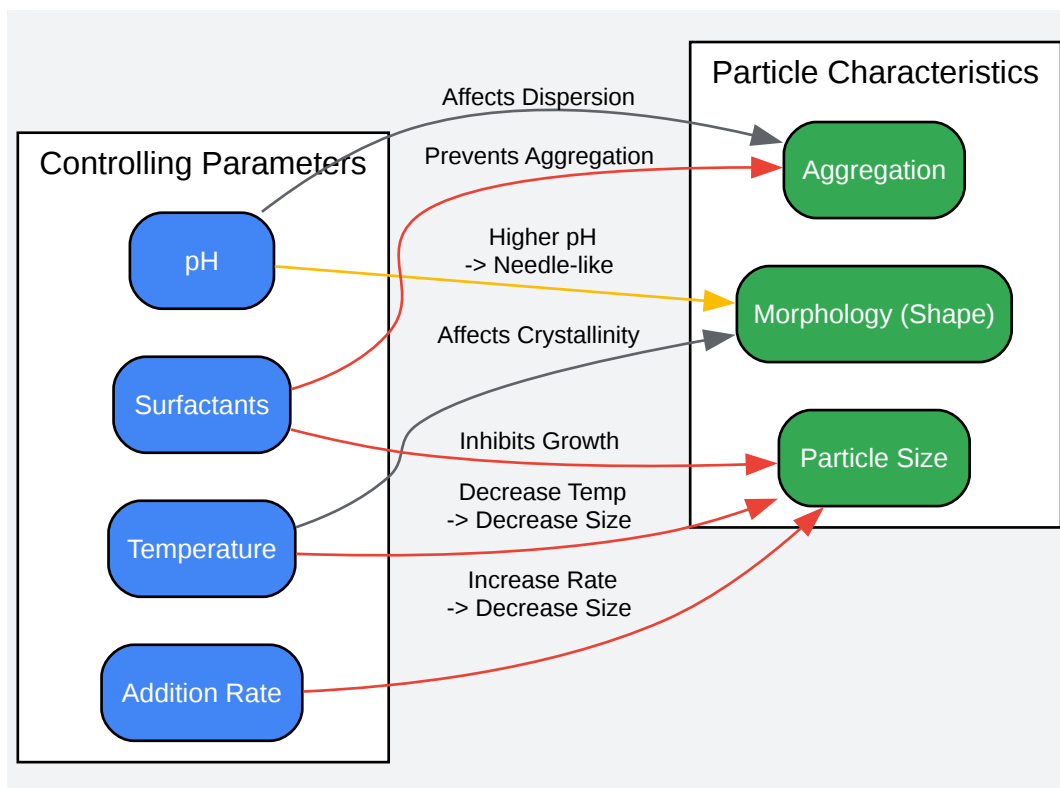 Controlling Parameters
pH
Surfactants
Temperature
Addition Rate
Affects Dispersion
Prevents Aggregation
Higher pH
-> Needle-like
Affects Crystallinity
Inhibits Growth
Decrease Temp
-> Decrease Size
Increase Rate
-> Decrease Size
Particle Characteristics
Aggregation
Morphology (Shape)
Particle Size